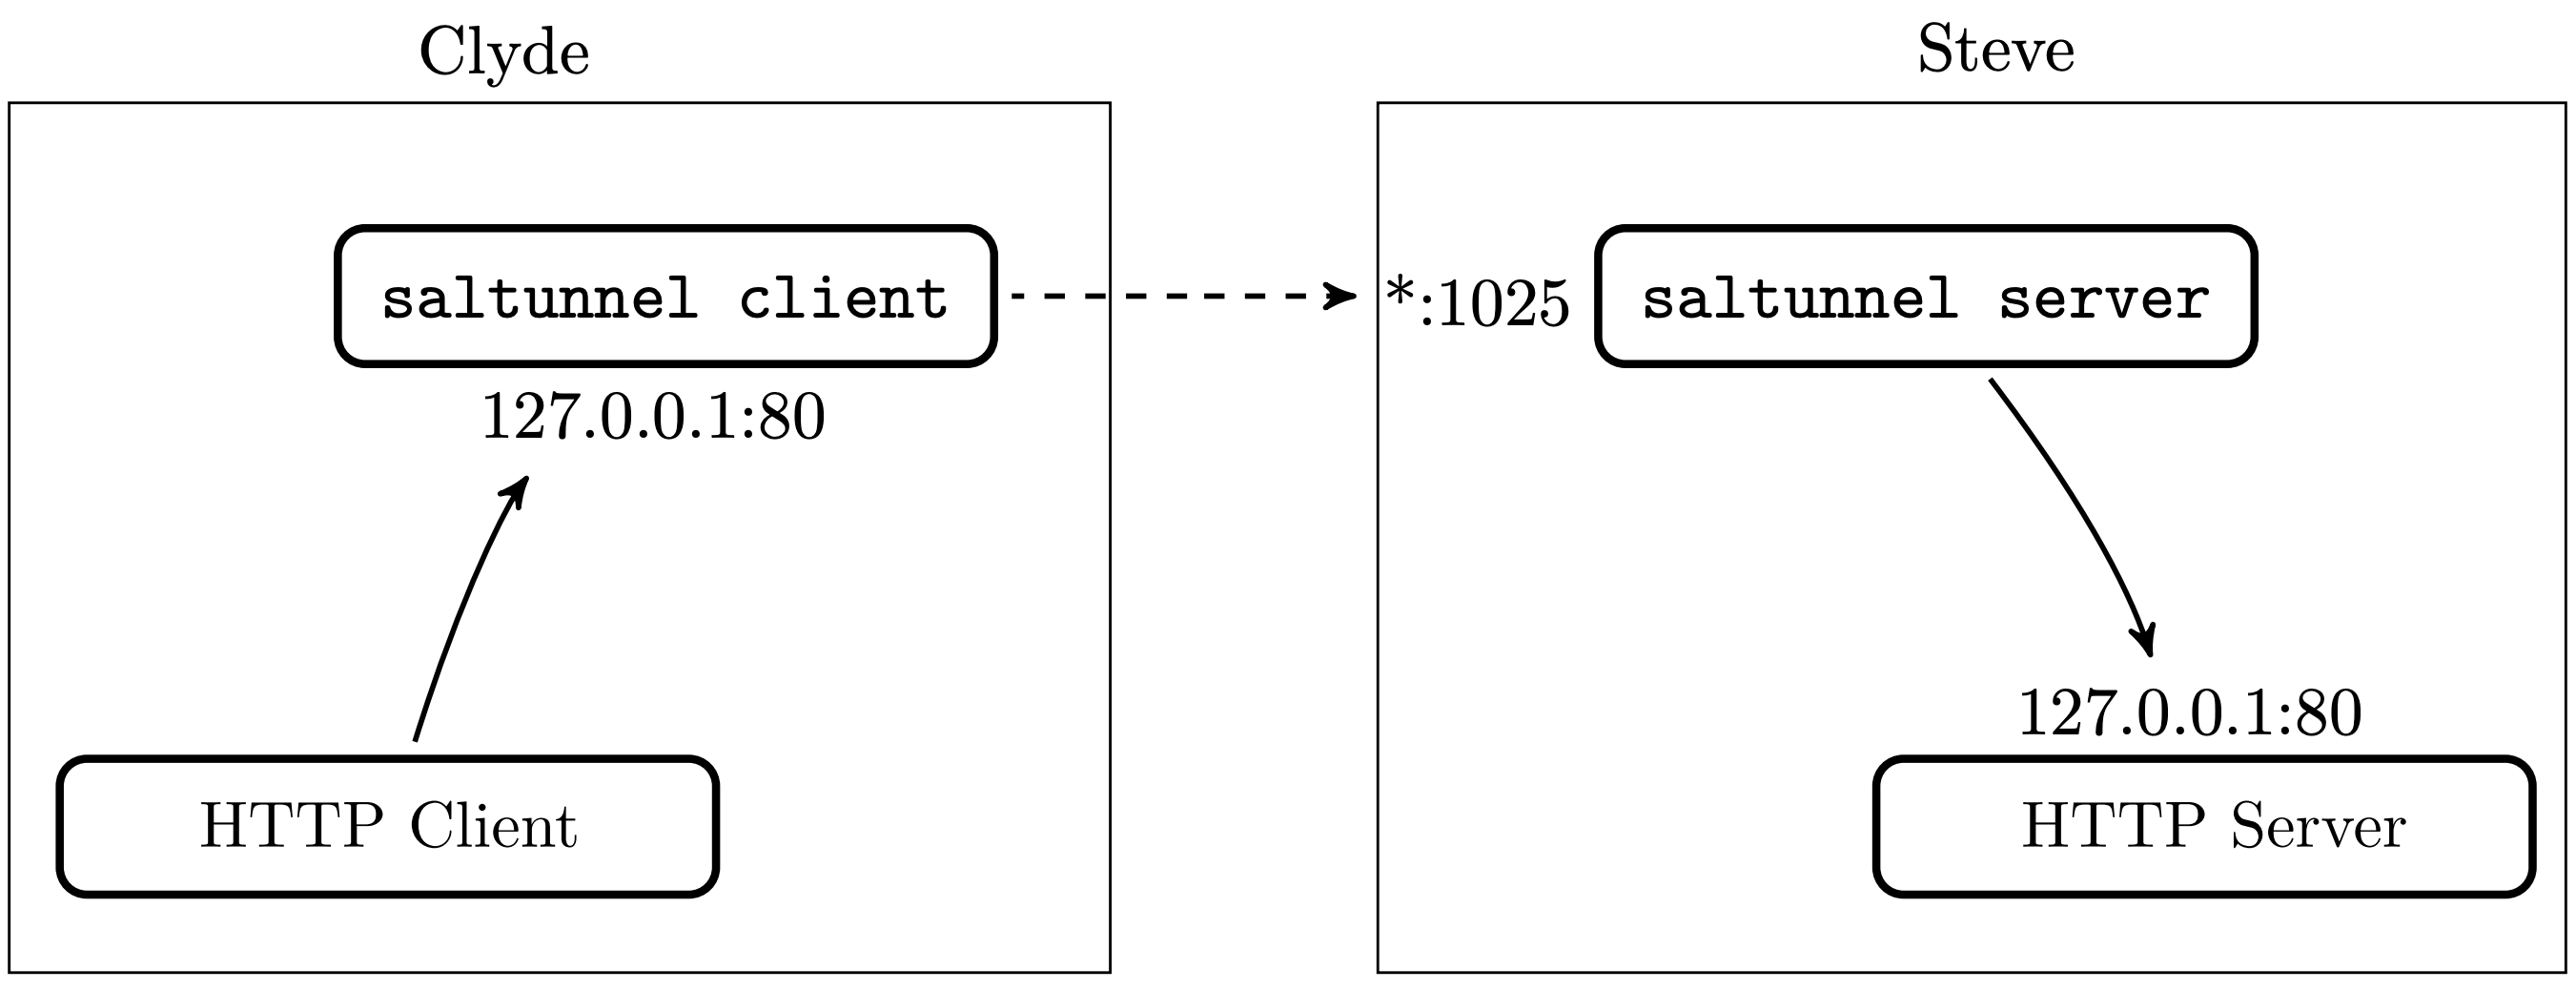 Clyde
Steve
saltunnel client
*:1025
saltunnel server
127.0.0.1:80
127.0.0.1:80
HTTP Client
HTTP Server